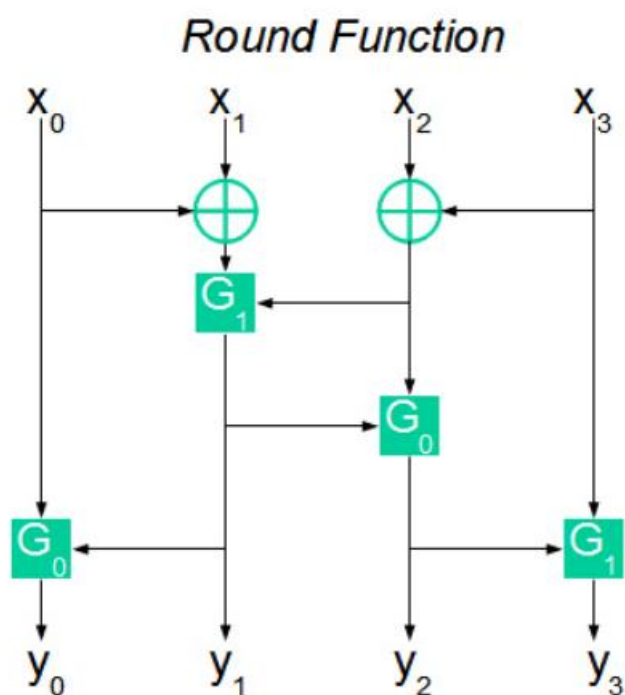 Round Function
x₀ x₁ x₂ x₃
G₁
G₀
G₀ G₁
y₀ y₁ y₂ y₃